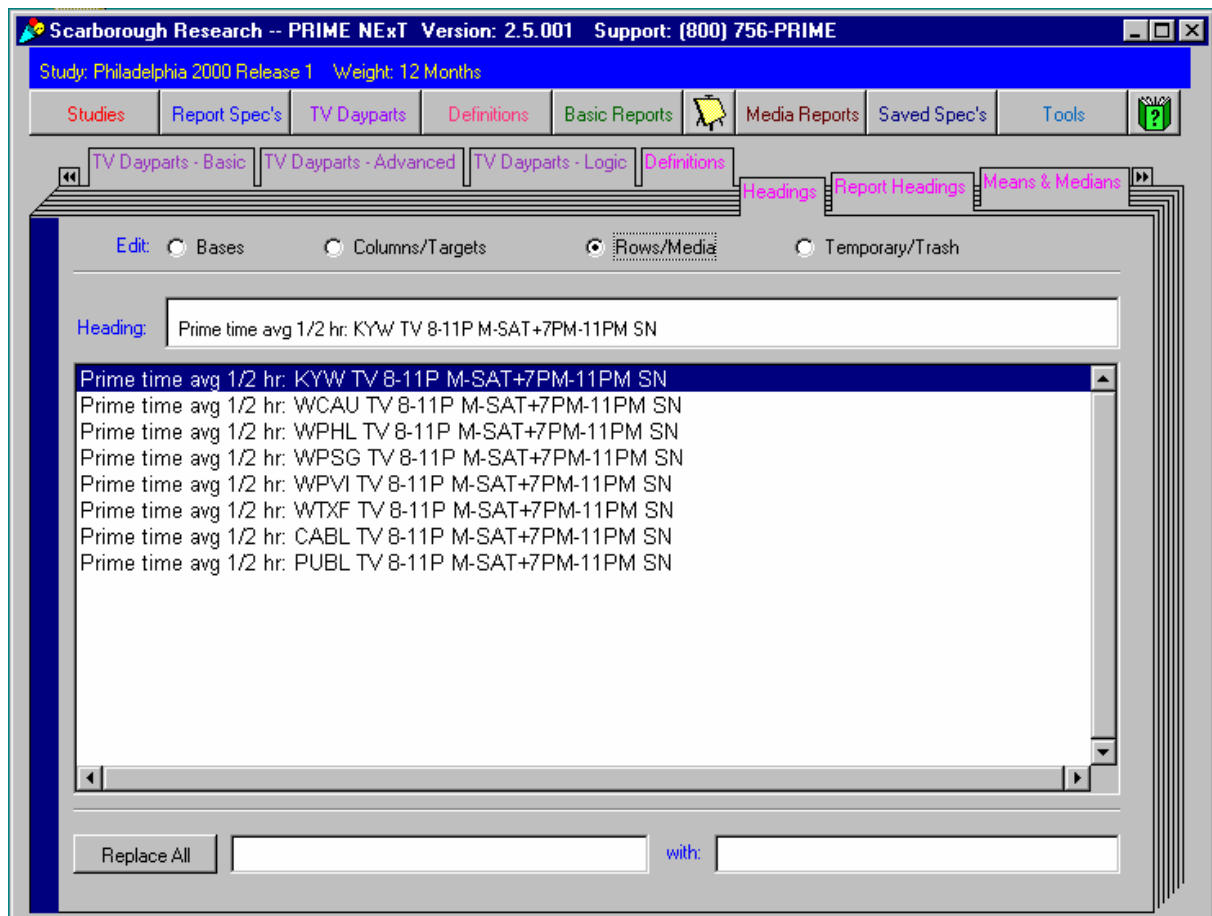 Scarborough Research -- PRIME NExT Version: 2.5.001 Support: (800) 756-PRIME
Study: Philadelphia 2000 Release 1 Weight: 12 Months
Studies Report Spec's TV Dayparts Definitions Basic Reports Media Reports Saved Spec's Tools ?
TV Dayparts - Basic TV Dayparts - Advanced TV Dayparts - Logic Definitions
Headings Report Headings Means & Medians
Edit: Bases Columns/Targets Rows/Media Temporary/Trash
Heading: Prime time avg 1/2 hr: KYW TV 8-11P M-SAT+7PM-11PM SN
Prime time avg 1/2 hr: KYW TV 8-11P M-SAT+7PM-11PM SN
Prime time avg 1/2 hr: WCAU TV 8-11P M-SAT+7PM-11PM SN
Prime time avg 1/2 hr: WPHL TV 8-11P M-SAT+7PM-11PM SN
Prime time avg 1/2 hr: WPSG TV 8-11P M-SAT+7PM-11PM SN
Prime time avg 1/2 hr: WPVI TV 8-11P M-SAT+7PM-11PM SN
Prime time avg 1/2 hr: WTXF TV 8-11P M-SAT+7PM-11PM SN
Prime time avg 1/2 hr: CABL TV 8-11P M-SAT+7PM-11PM SN
Prime time avg 1/2 hr: PUBL TV 8-11P M-SAT+7PM-11PM SN
Replace All with: